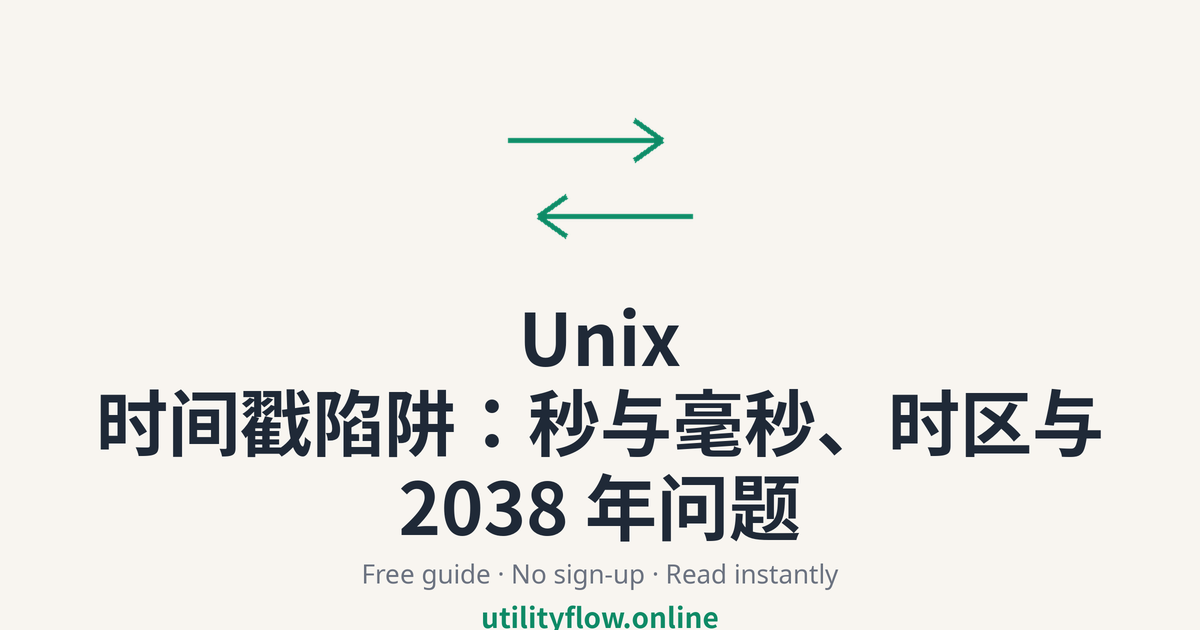 Unix
时间戳陷阱：秒与毫秒、时区与
2038 年问题
Free guide · No sign-up · Read instantly
utilityflow.online